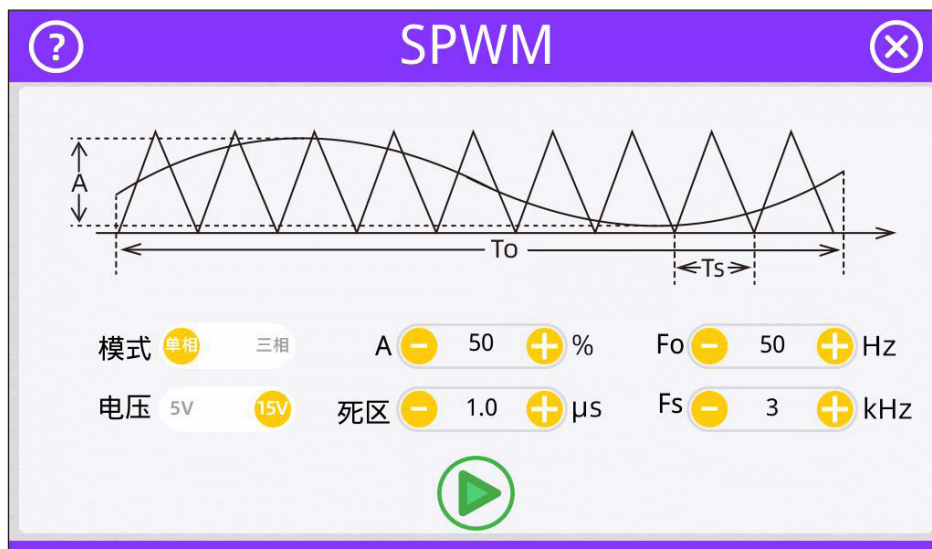 ? SPWM ×
A
To
Ts
模式 单相 三相 A − 50 + % Fo − 50 + Hz
电压 5V 15V 死区 − 1.0 + μs Fs − 3 + kHz